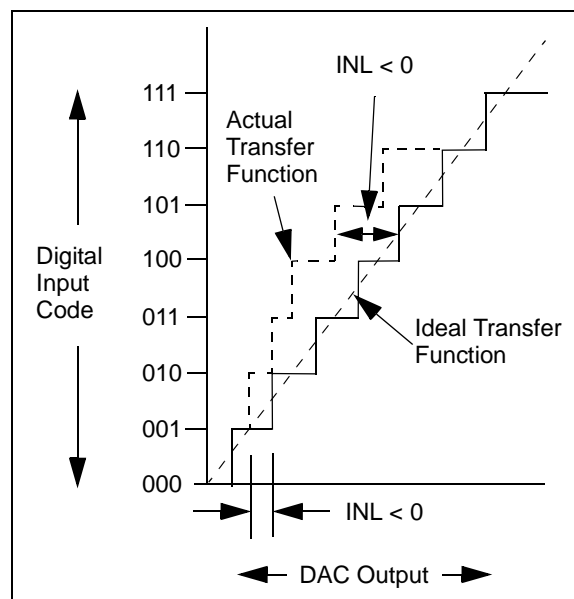 INL < 0
111
Actual
Transfer
Function
110
101
Digital
Input
Code
100
011
Ideal Transfer
Function
010
001
000
INL < 0
DAC Output